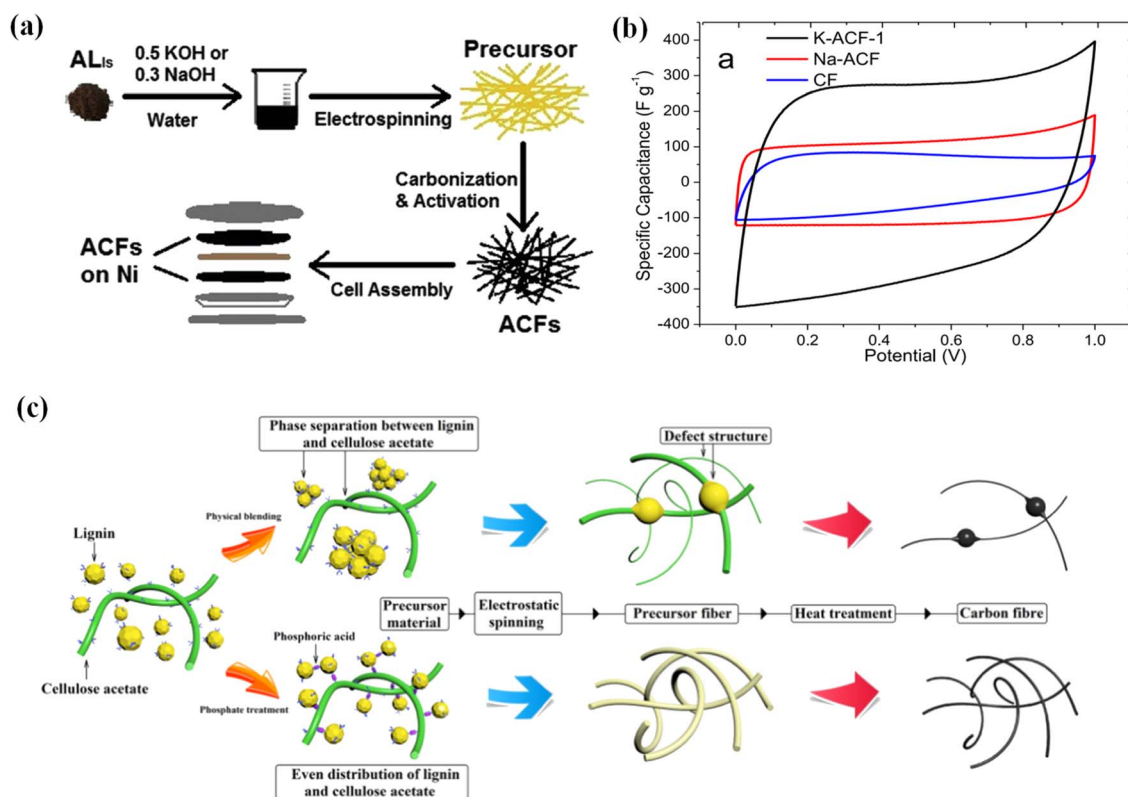 (a)
AL_Is
0.5 KOH or
0.3 NaOH
Water
Electrospinning
Precursor
Carbonization
& Activation
ACFs
on Ni
Cell Assembly
ACFs
(b)
a
K-ACF-1
Na-ACF
CF
Specific Capacitance (F g⁻¹)
400
300
200
100
0
-100
-200
-300
-400
0.0
0.2
0.4
0.6
0.8
1.0
Potential (V)
(c)
Phase separation between lignin
and cellulose acetate
Defect structure
Physical blending
Lignin
Precursor
material
Electrostatic
spinning
Precursor fiber
Heat treatment
Carbon fibre
Phosphoric acid
Cellulose acetate
Phosphate treatment
Even distribution of lignin
and cellulose acetate